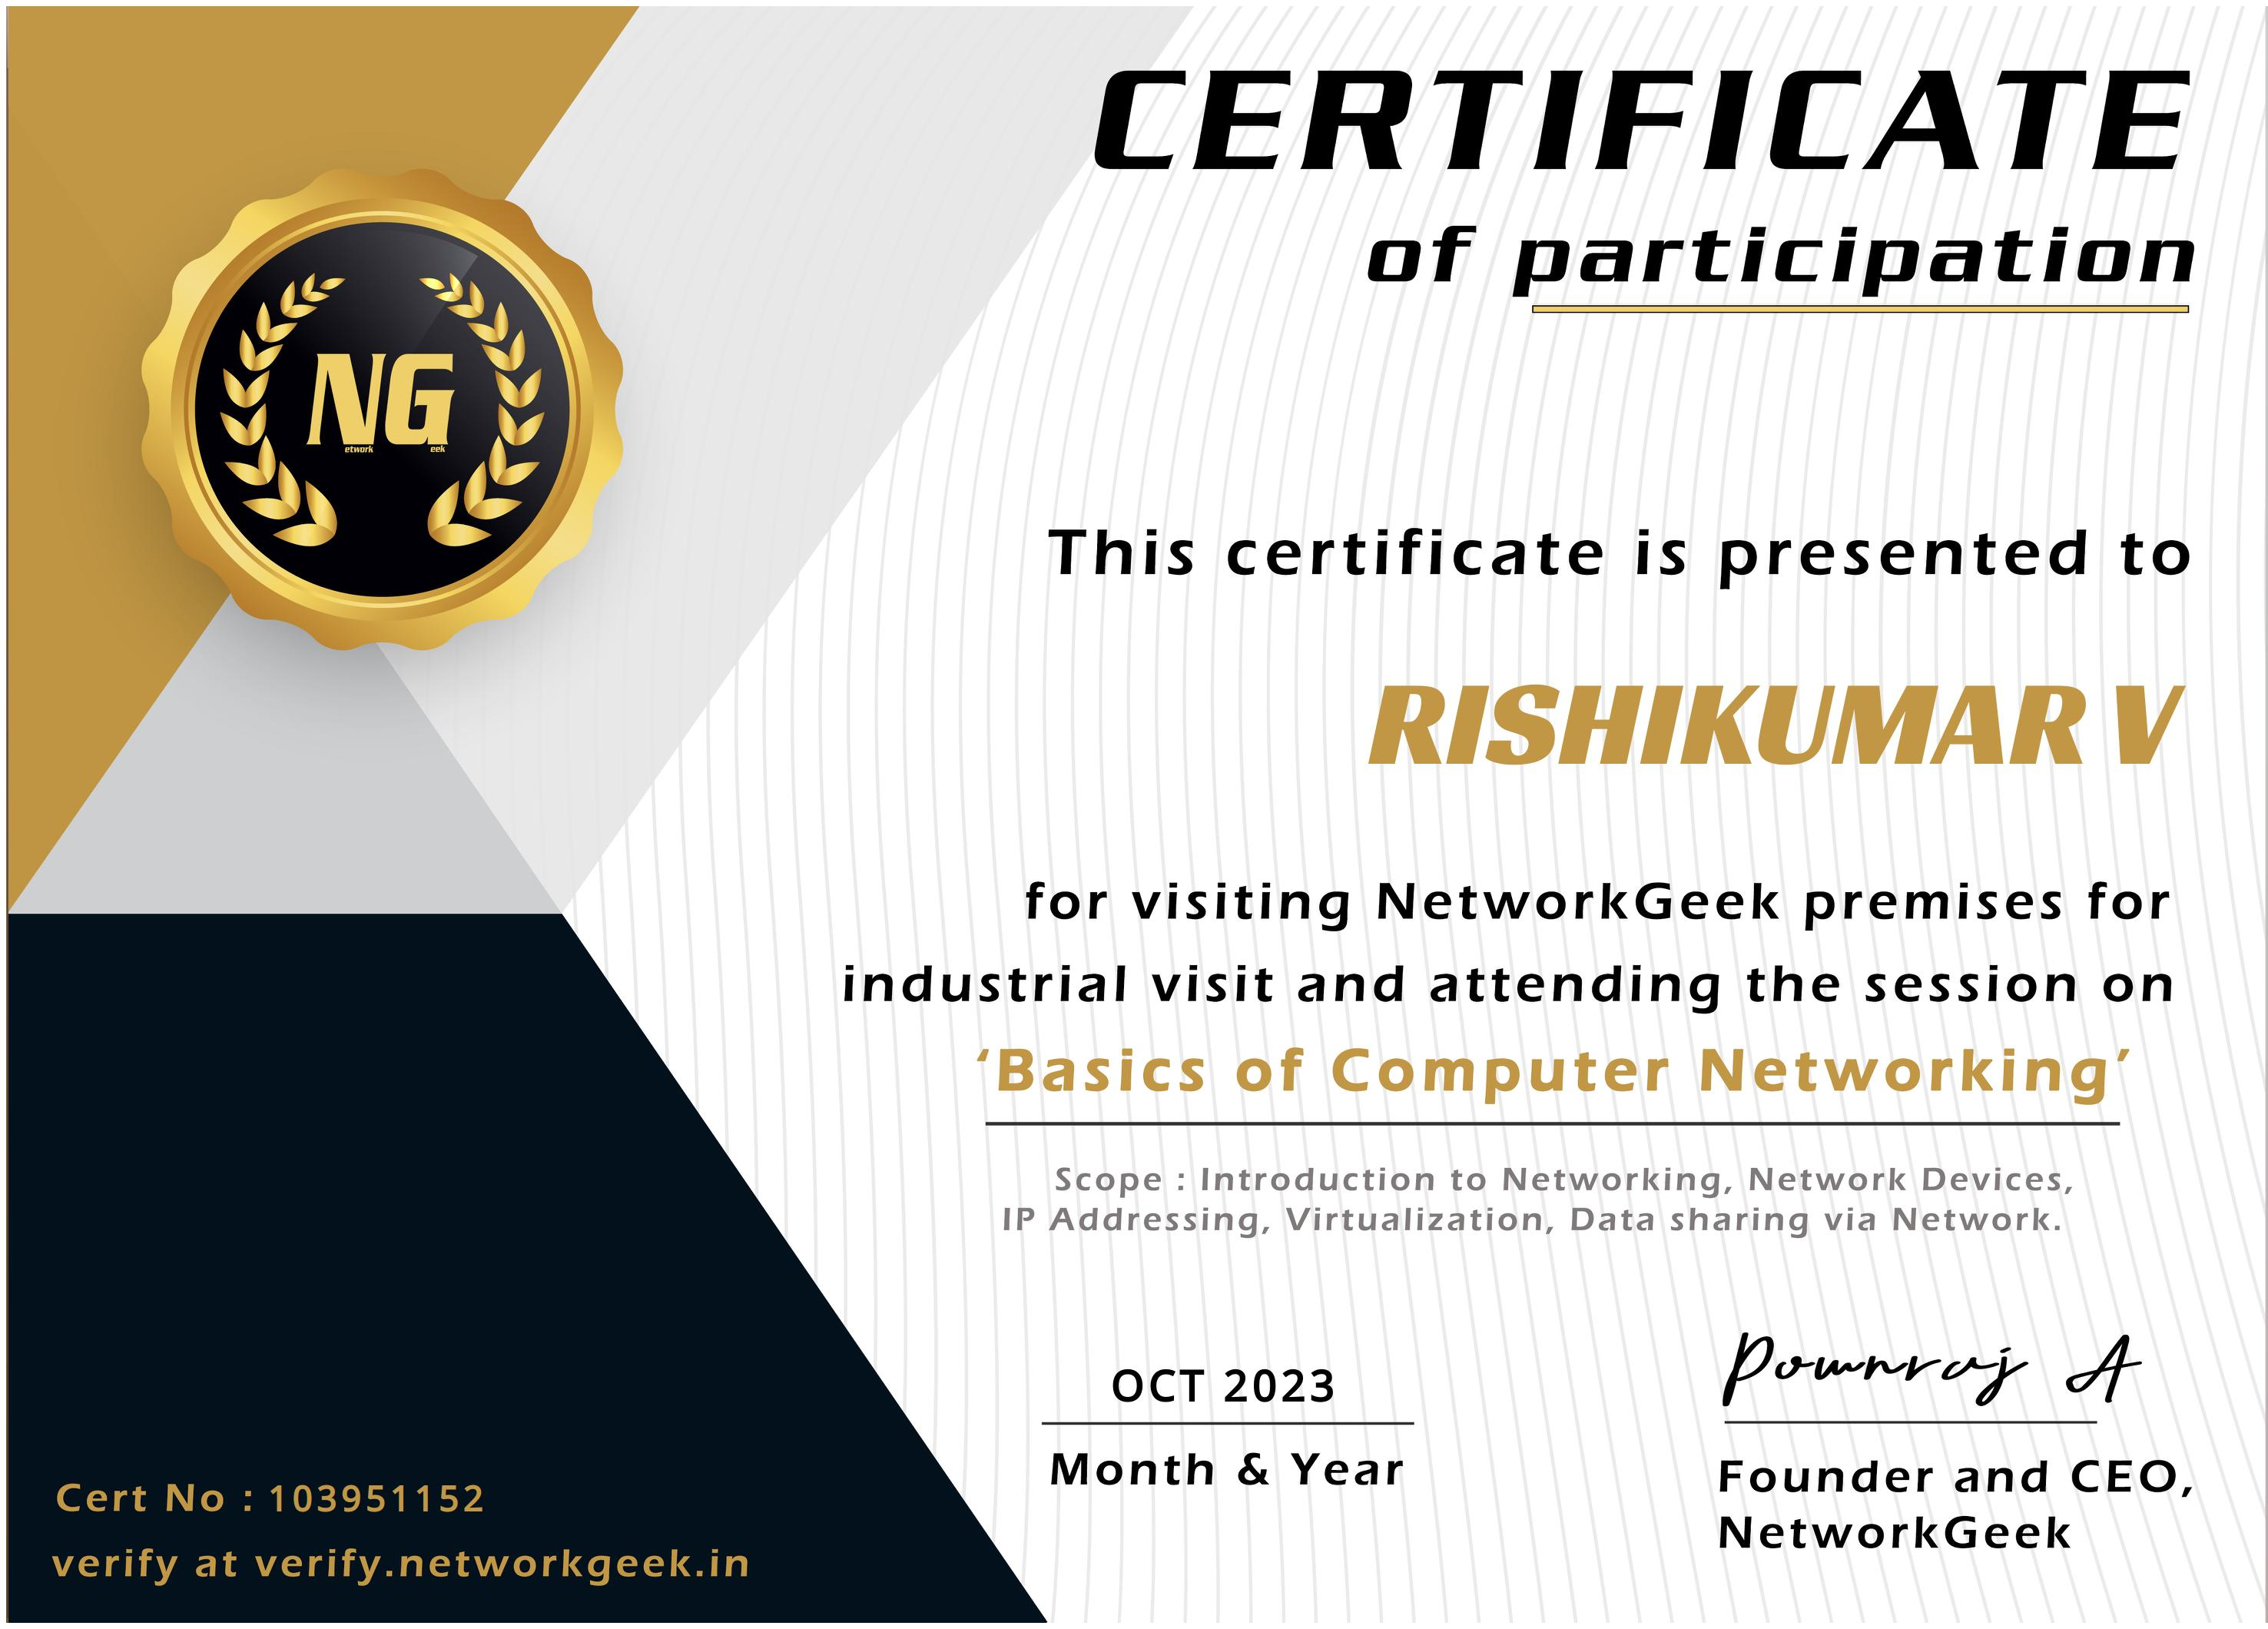 CERTIFICATE
of participation
NG
etwork eek
This certificate is presented to
RISHIKUMAR V
for visiting NetworkGeek premises for
industrial visit and attending the session on
‘Basics of Computer Networking’
Scope : Introduction to Networking, Network Devices,
IP Addressing, Virtualization, Data sharing via Network.
OCT 2023
Month & Year
Pownraj A
Founder and CEO,
NetworkGeek
Cert No : 103951152
verify at verify.networkgeek.in